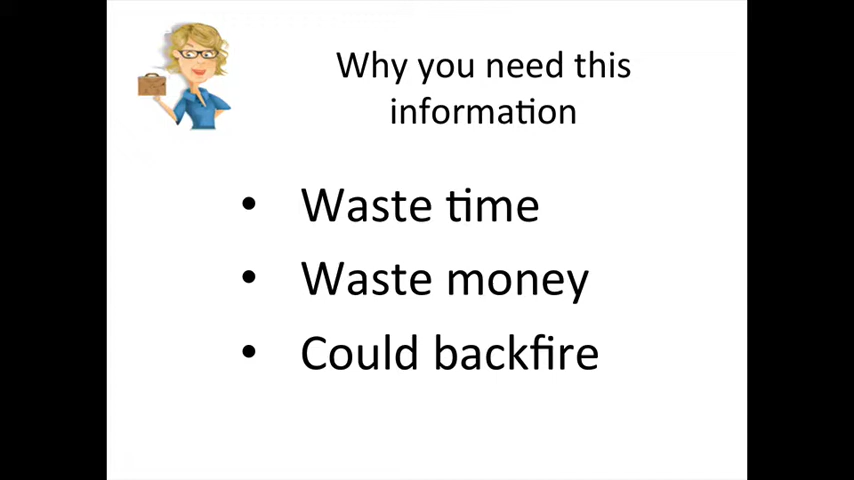 Why you need this
information
• Waste time
• Waste money
• Could backfire